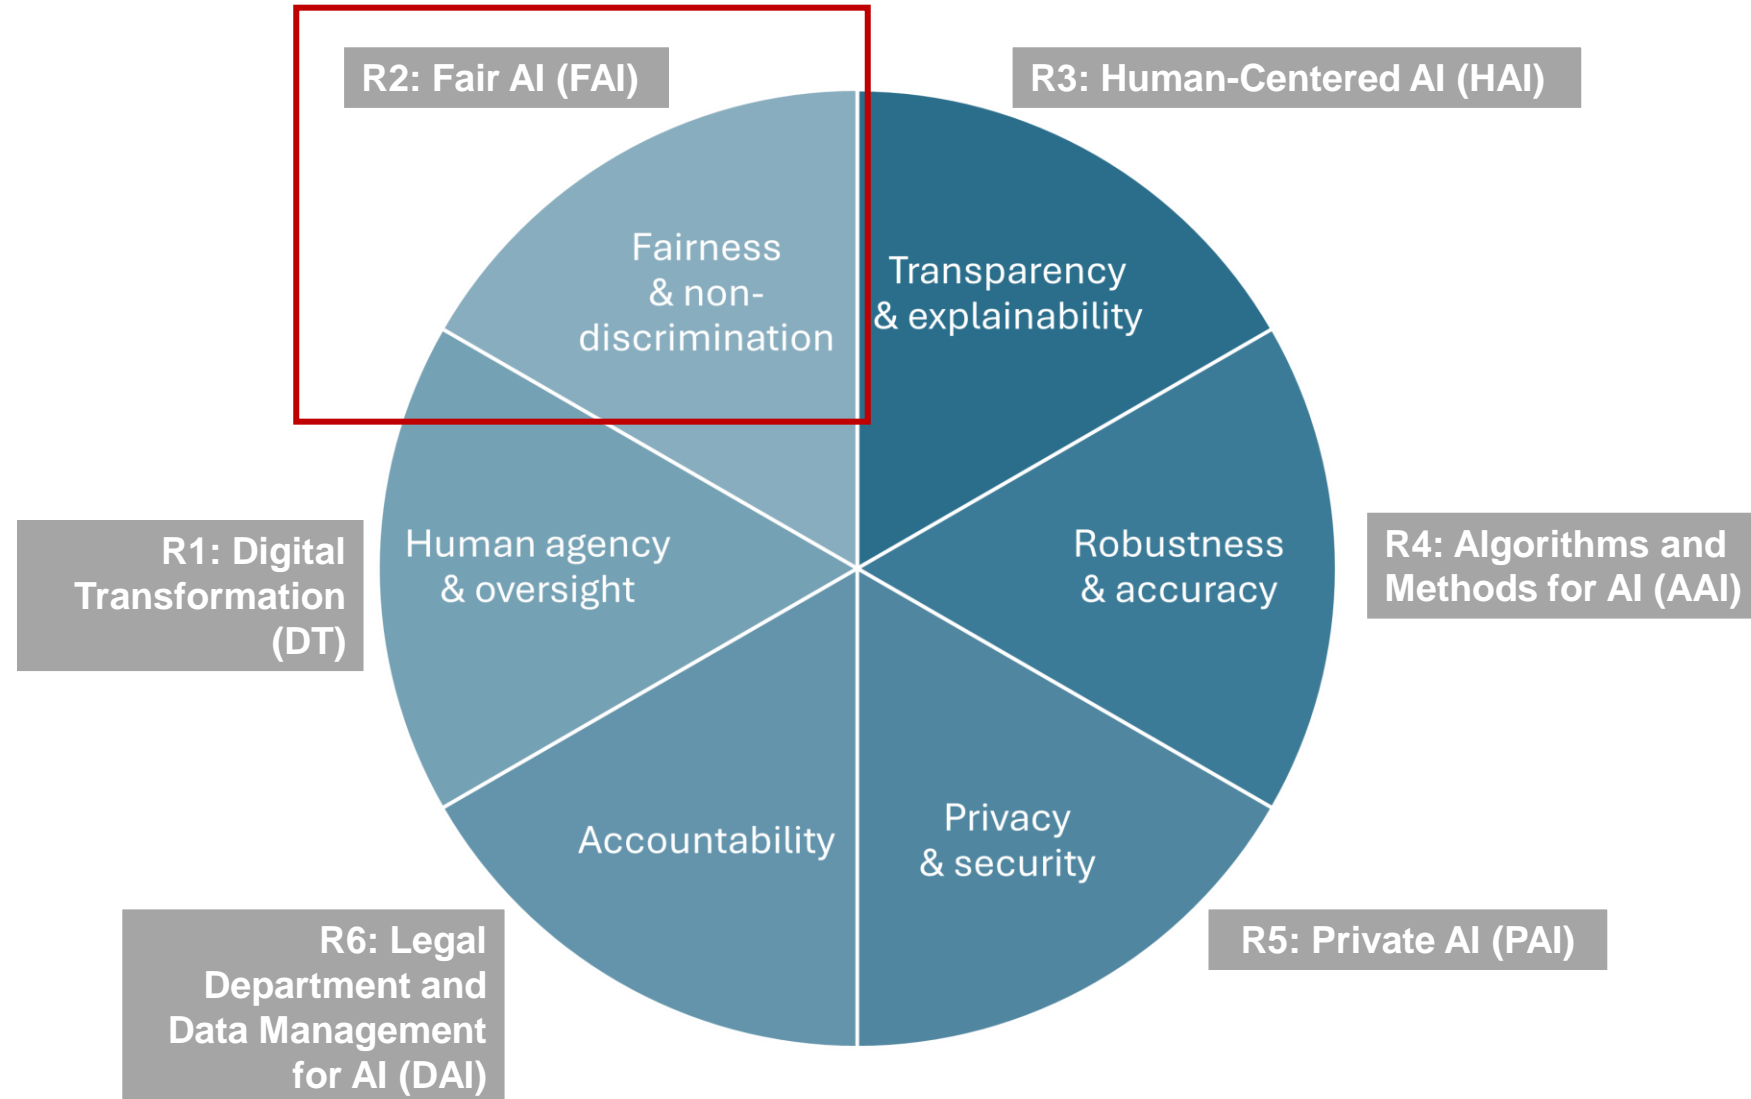 R2: Fair AI (FAI)
R3: Human-Centered AI (HAI)
Fairness
& non-
discrimination
Transparency
& explainability
R1: Digital
Transformation
(DT)
Human agency
& oversight
Robustness
& accuracy
R4: Algorithms and
Methods for AI (AAI)
Accountability
Privacy
& security
R6: Legal
Department and
Data Management
for AI (DAI)
R5: Private AI (PAI)